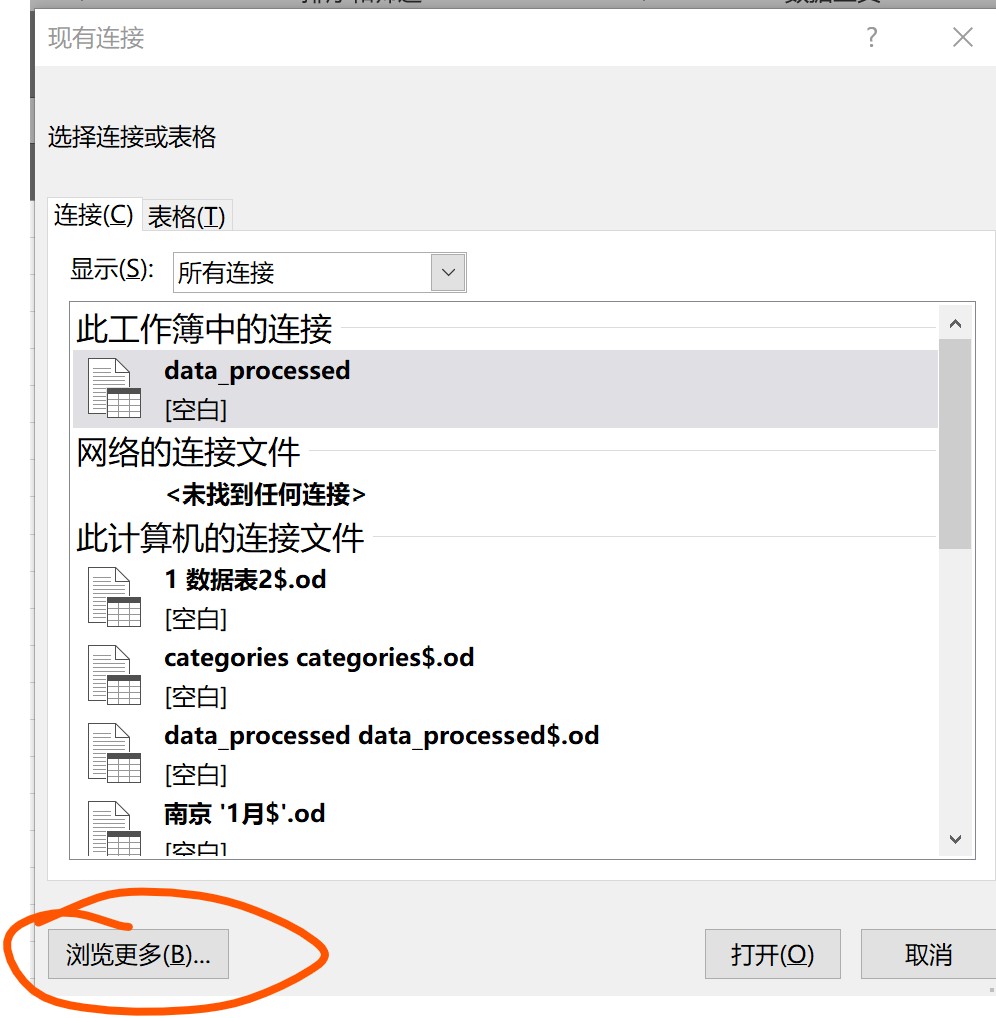 现有连接
?
选择连接或表格
连接(C) 表格(T)
显示(S): 所有连接
此工作簿中的连接
data_processed
[空白]
网络的连接文件
<未找到任何连接>
此计算机的连接文件
1 数据表2$.od
[空白]
categories categories$.od
[空白]
data_processed data_processed$.od
[空白]
南京 '1月$'.od
[空白]
浏览更多(B)... 打开(O) 取消